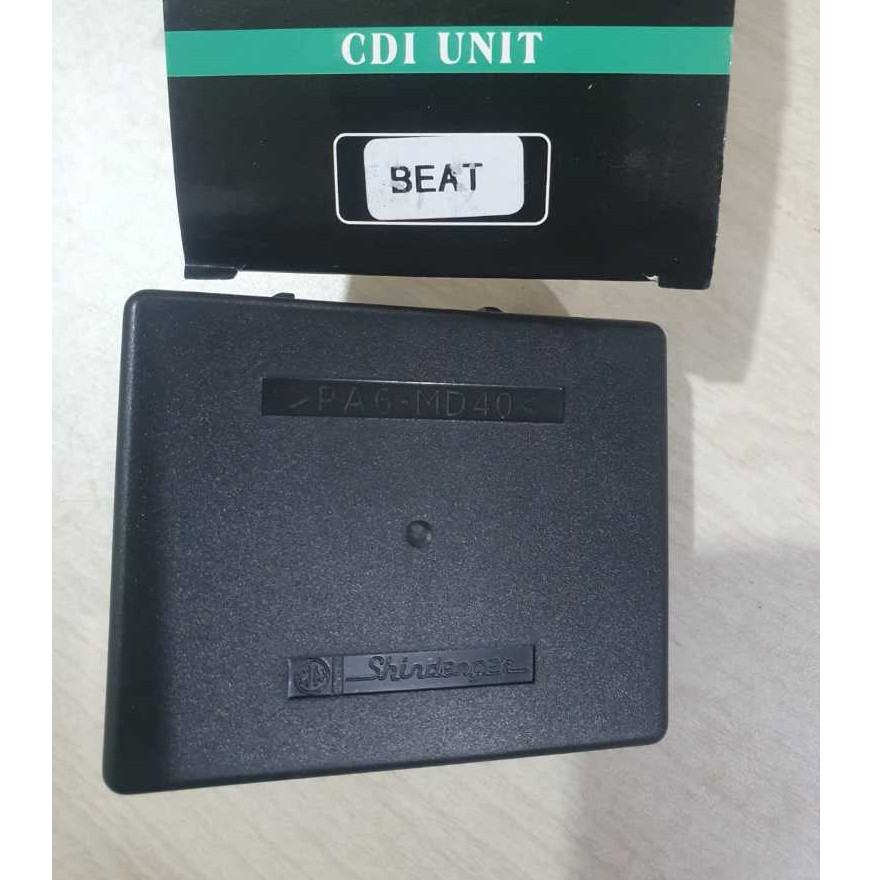 CDI UNIT
BEAT
>PA6-MD40<
Shindengen